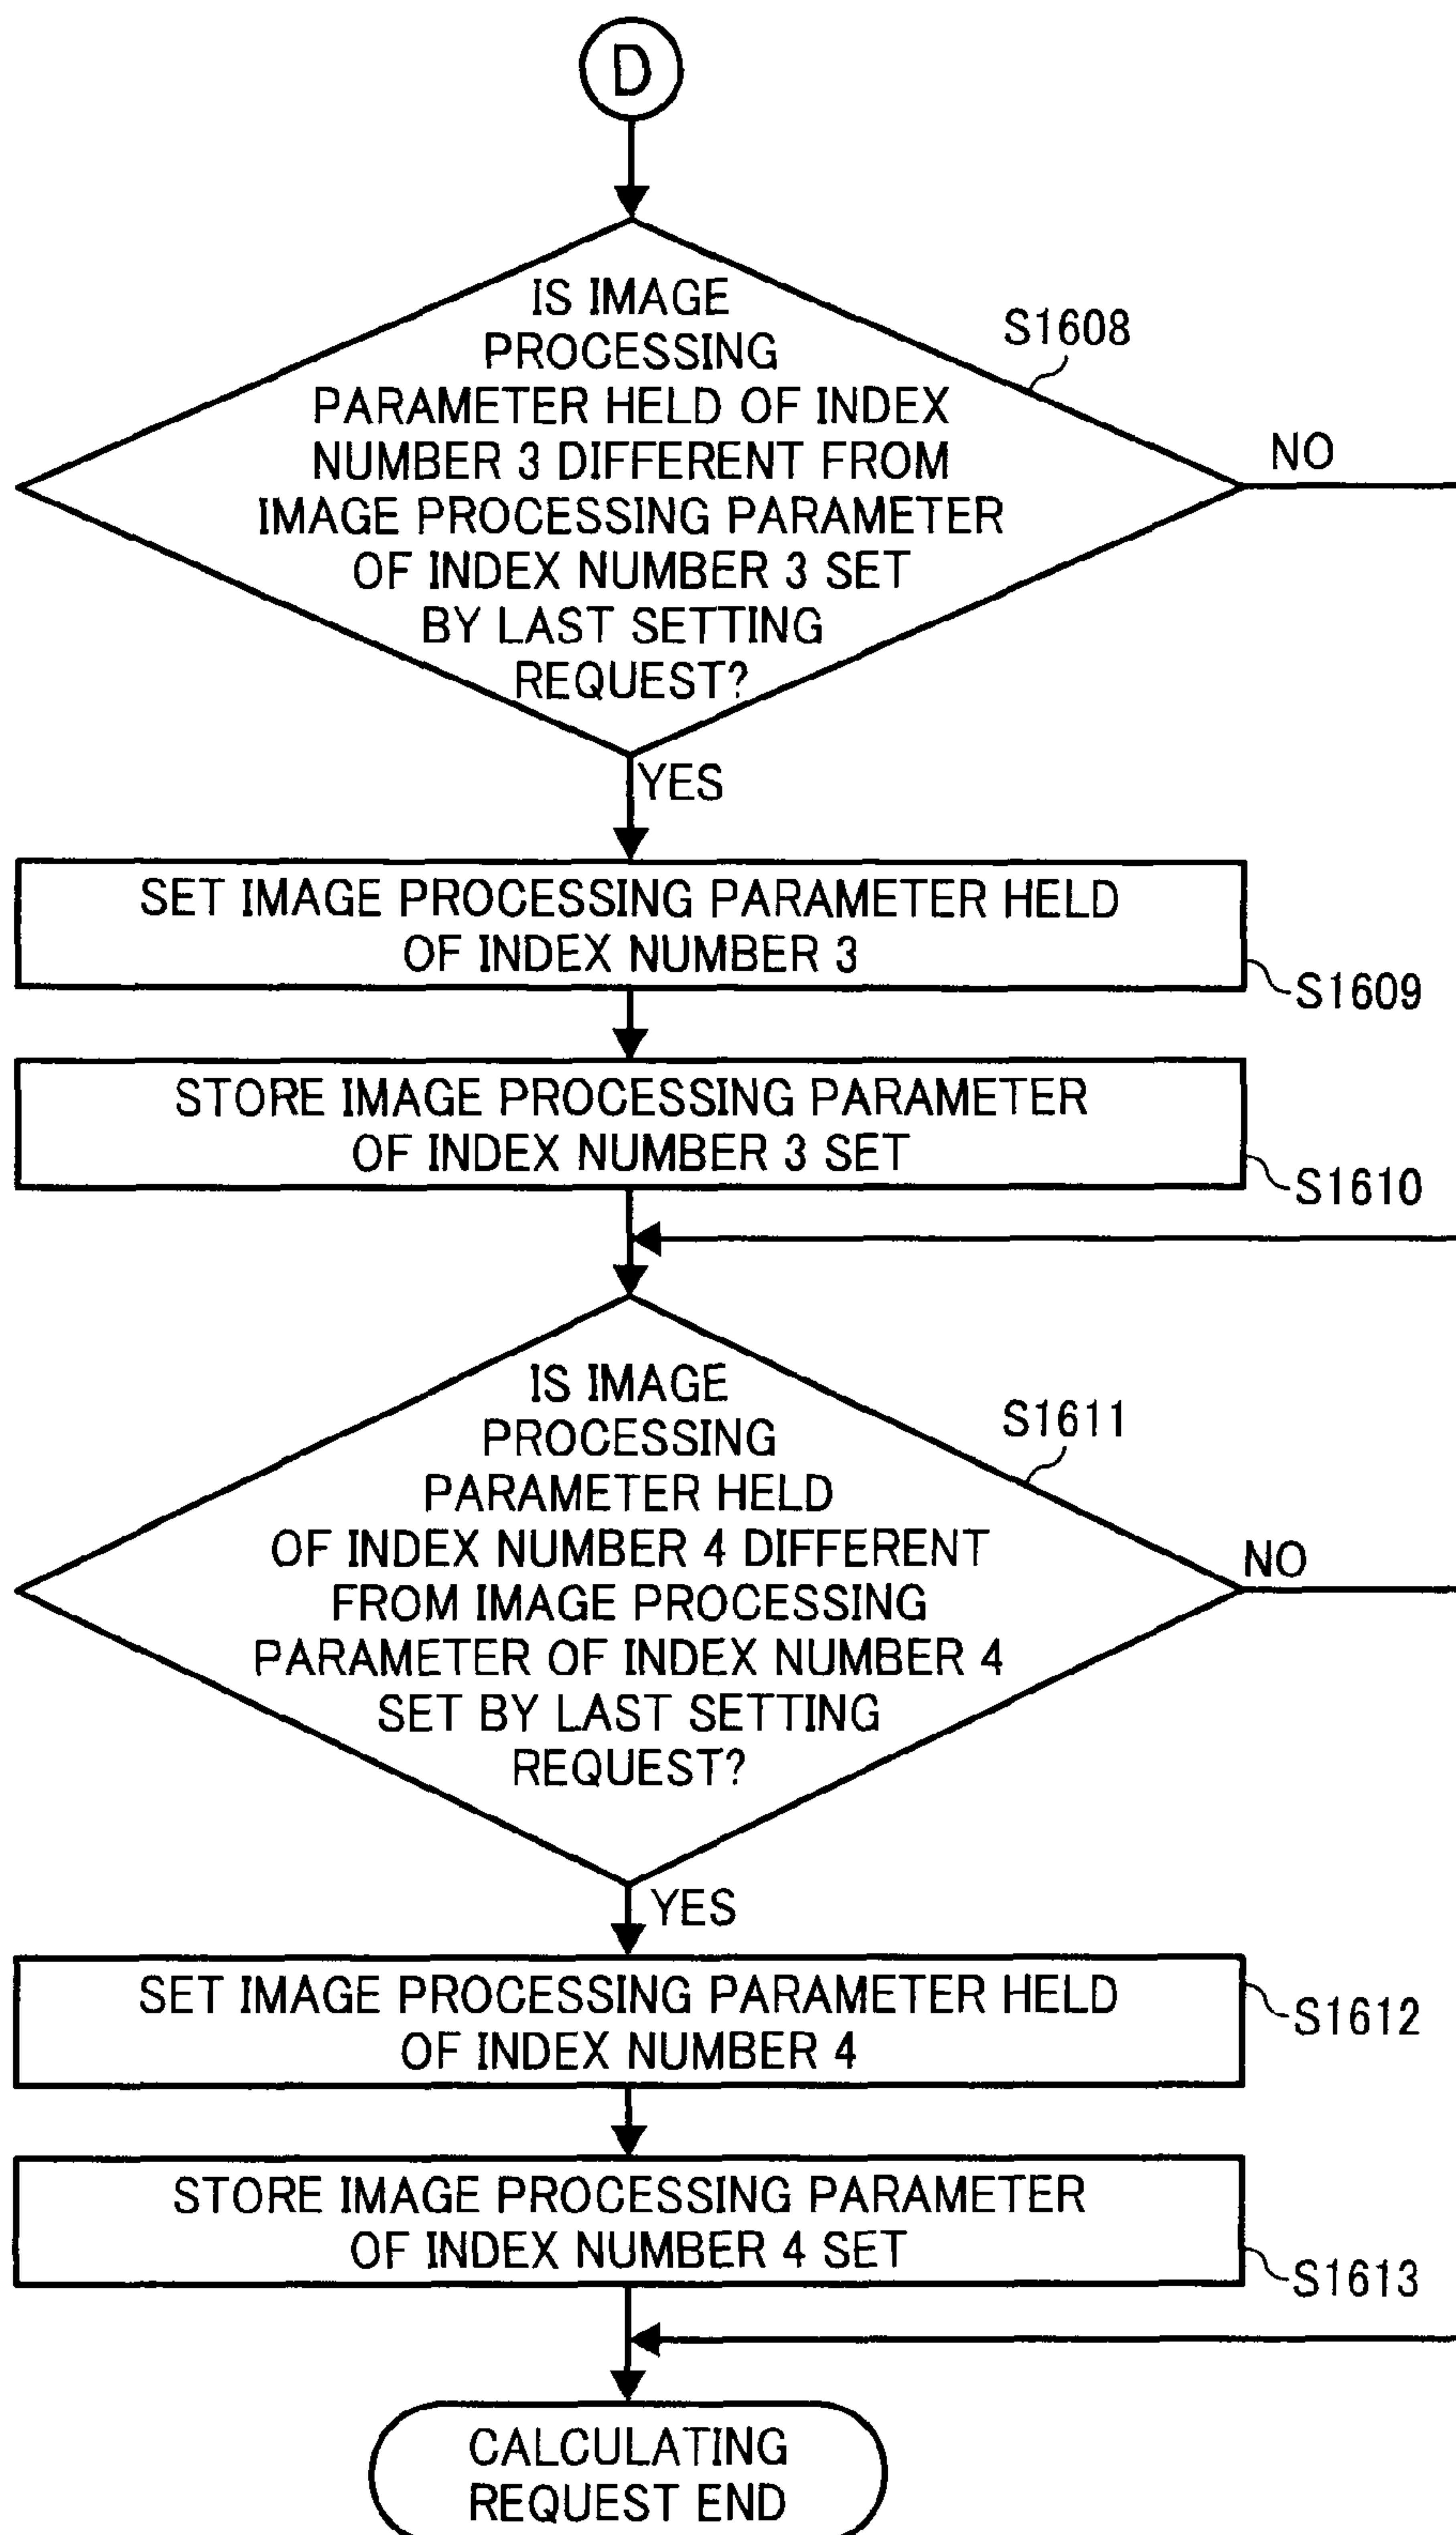 D
IS IMAGE
PROCESSING
PARAMETER HELD OF INDEX
NUMBER 3 DIFFERENT FROM
IMAGE PROCESSING PARAMETER
OF INDEX NUMBER 3 SET
BY LAST SETTING
REQUEST?
S1608
NO
YES
SET IMAGE PROCESSING PARAMETER HELD
OF INDEX NUMBER 3
S1609
STORE IMAGE PROCESSING PARAMETER
OF INDEX NUMBER 3 SET
S1610
IS IMAGE
PROCESSING
PARAMETER HELD
OF INDEX NUMBER 4 DIFFERENT
FROM IMAGE PROCESSING
PARAMETER OF INDEX NUMBER 4
SET BY LAST SETTING
REQUEST?
S1611
NO
YES
SET IMAGE PROCESSING PARAMETER HELD
OF INDEX NUMBER 4
S1612
STORE IMAGE PROCESSING PARAMETER
OF INDEX NUMBER 4 SET
S1613
CALCULATING
REQUEST END